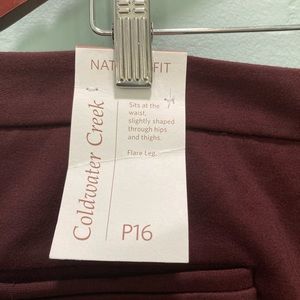 NAT FIT
Coldwater Creek
Sits at the
waist,
slightly shaped
through hips
and thighs.
Flare Leg.
P16